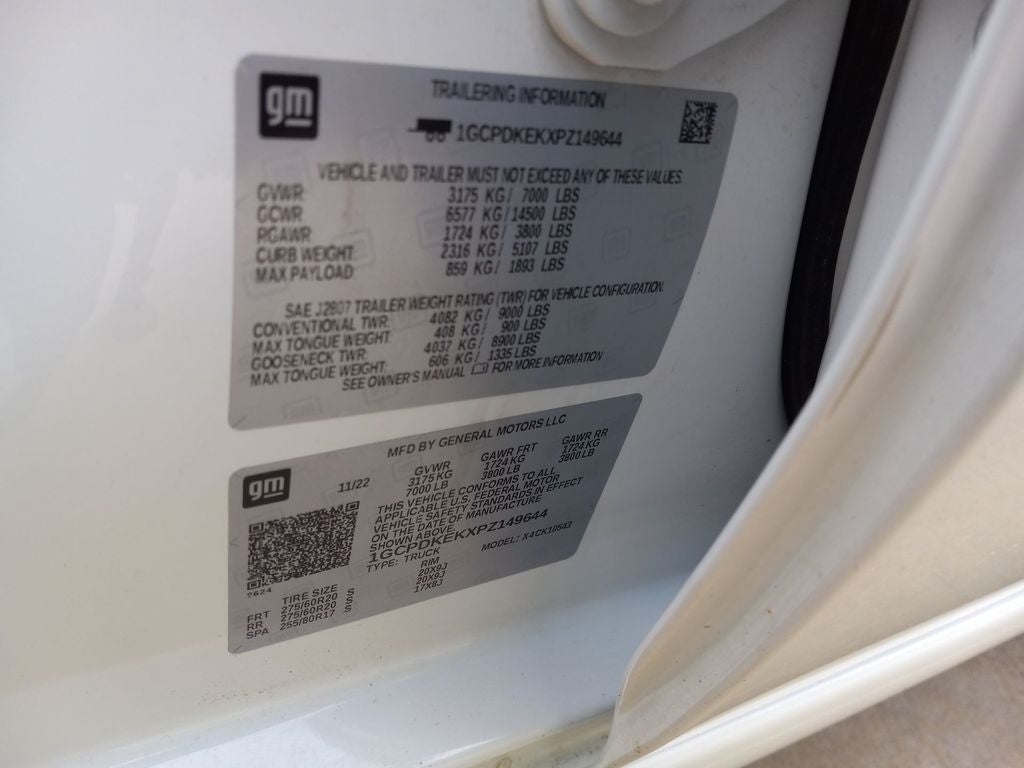 gm
TRAILERING INFORMATION
1GCPDKEKXPZ149644
VEHICLE AND TRAILER MUST NOT EXCEED ANY OF THESE VALUES.
GVWR 3175 KG/ 7000 LBS
GCWR 6577 KG/ 14500 LBS
RGAWR 1724 KG/ 3800 LBS
CURB WEIGHT: 2316 KG/ 5107 LBS
MAX PAYLOAD: 859 KG/ 1893 LBS
SAE J2807 TRAILER WEIGHT RATING (TWR) FOR VEHICLE CONFIGURATION.
CONVENTIONAL TWR: 4082 KG/ 9000 LBS
MAX TONGUE WEIGHT: 408 KG/ 900 LBS
GOOSENECK TWR: 4037 KG/ 8900 LBS
MAX TONGUE WEIGHT: 606 KG/ 1335 LBS
SEE OWNER'S MANUAL FOR MORE INFORMATION
gm
MFD BY GENERAL MOTORS LLC
11/22 GVWR GAWR FRT GAWR RR
3175 KG 1724 KG 1724 KG
7000 LB 3800 LB 3800 LB
THIS VEHICLE CONFORMS TO ALL
APPLICABLE U.S. FEDERAL MOTOR
VEHICLE SAFETY STANDARDS IN EFFECT
ON THE DATE OF MANUFACTURE
SHOWN ABOVE.
1GCPDKEKXPZ149644
TYPE: TRUCK MODEL: X4CK10543
9624
TIRE SIZE RIM
FRT 275/60R20 S 20X9J
RR 275/60R20 S 20X9J
SPA 255/80R17 S 17X8J